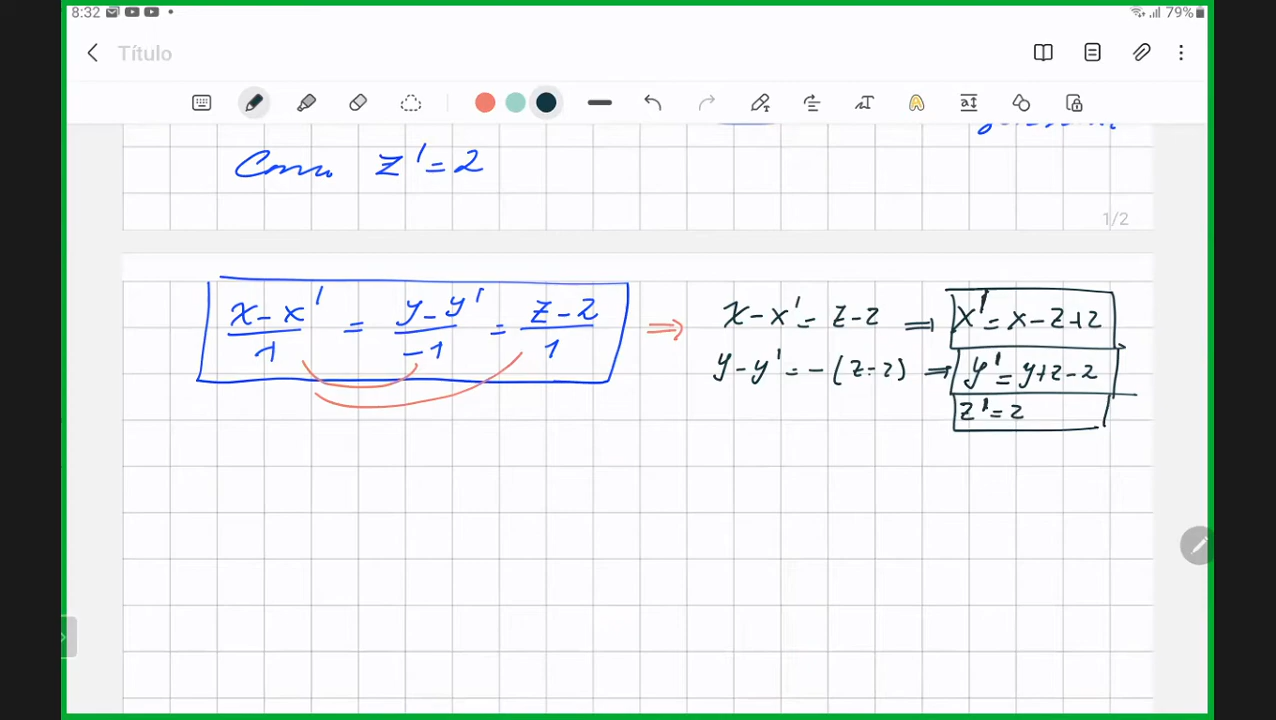 8:32 79%
Título
Como z' = 2
1/2
(x - x')/1 = (y - y')/-1 = (z - 2)/1 ⇒ x - x' = z - 2 ⇒ x' = x - z + 2
y - y' = -(z - 2) ⇒ y' = y + z - 2
z' = 2